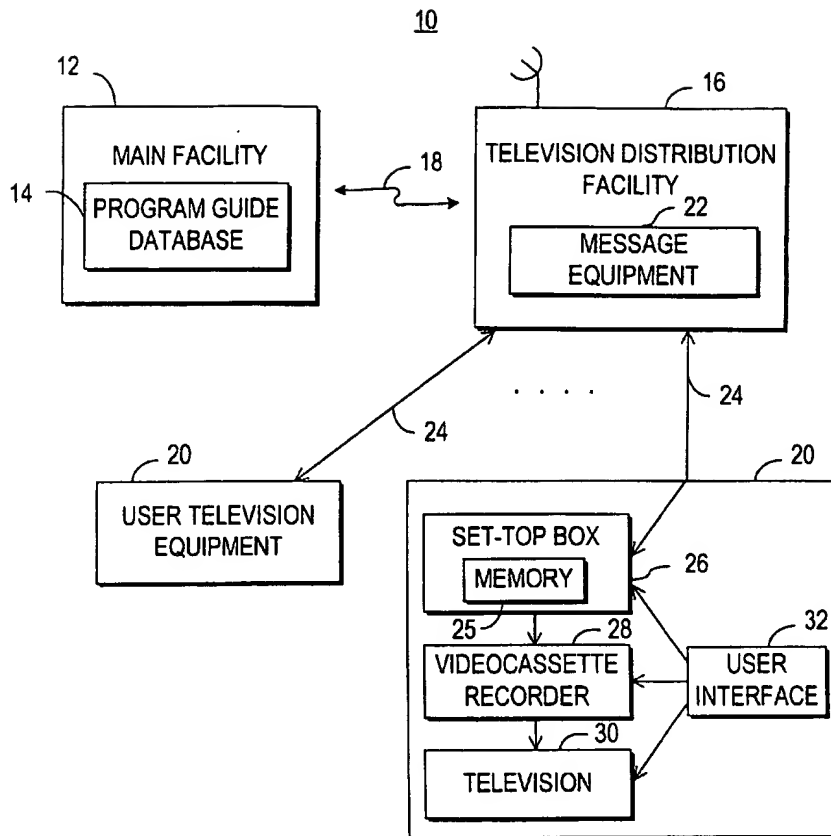 10
12
16
MAIN FACILITY
TELEVISION DISTRIBUTION
FACILITY
18
14
PROGRAM GUIDE
DATABASE
22
MESSAGE
EQUIPMENT
. . . .
24
24
20
20
USER TELEVISION
EQUIPMENT
SET-TOP BOX
MEMORY
26
25
28
32
VIDEOCASSETTE
RECORDER
USER
INTERFACE
30
TELEVISION